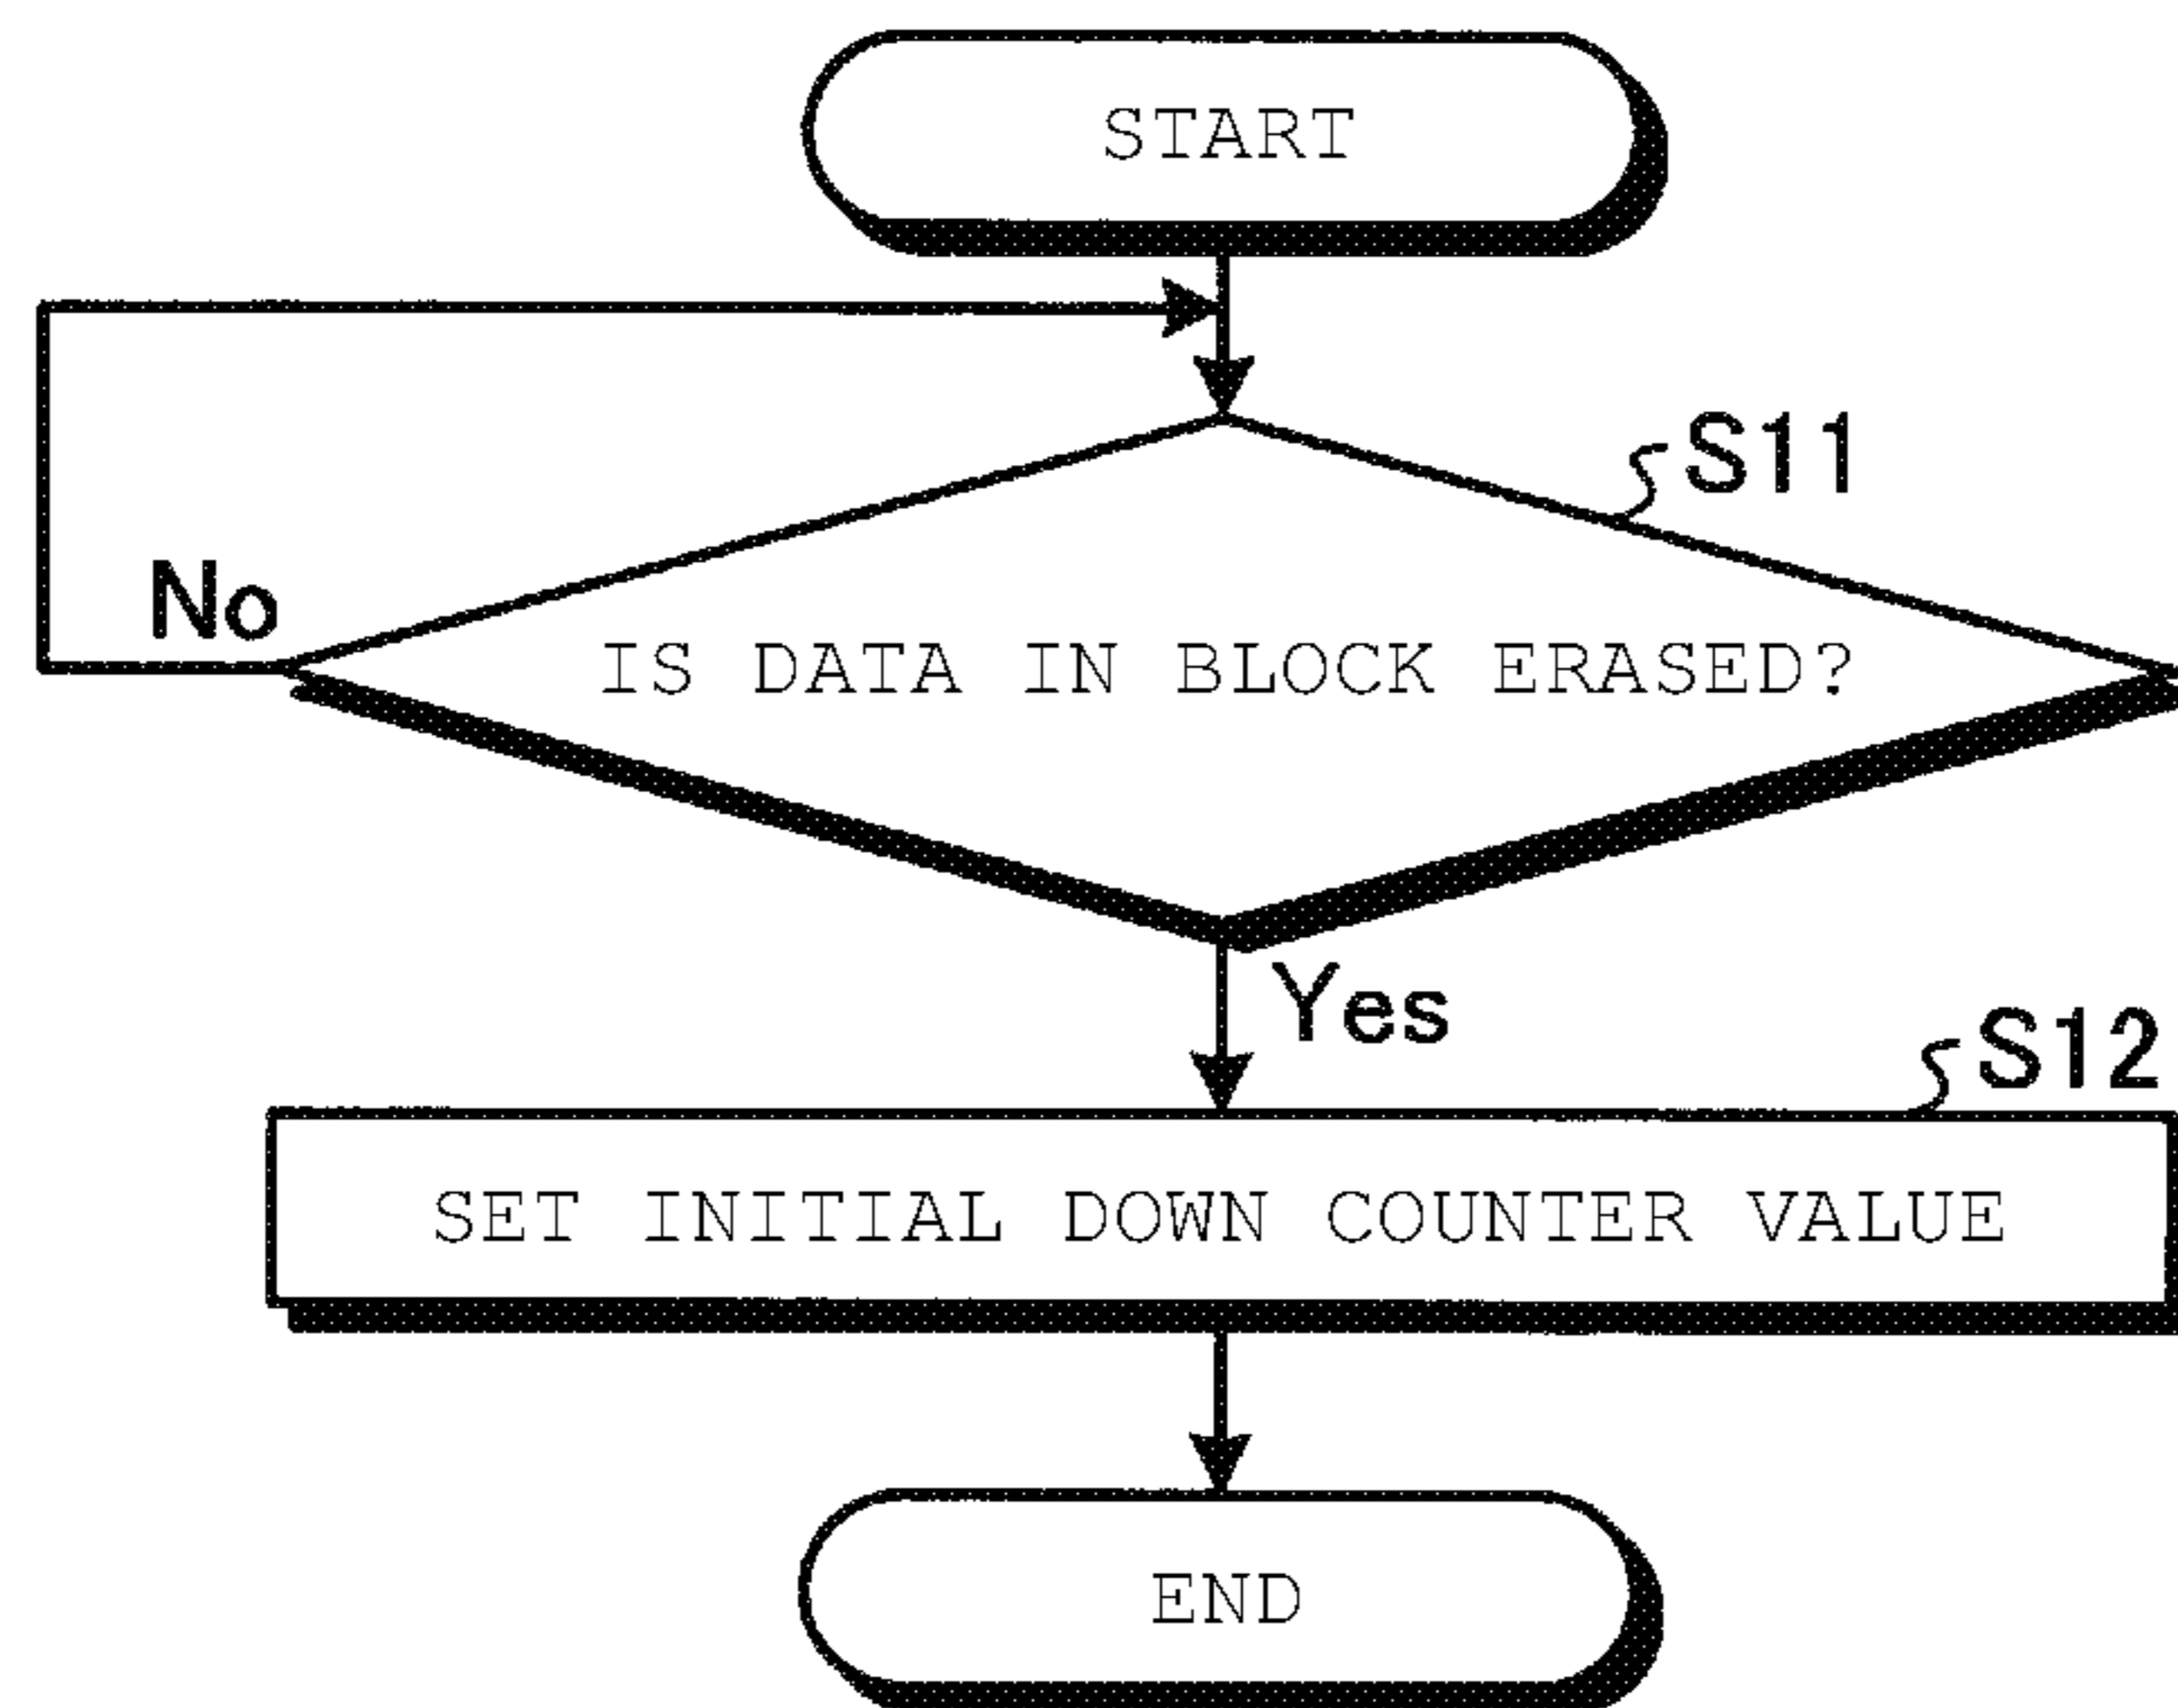 START
S11
No
IS DATA IN BLOCK ERASED?
Yes
S12
SET INITIAL DOWN COUNTER VALUE
END